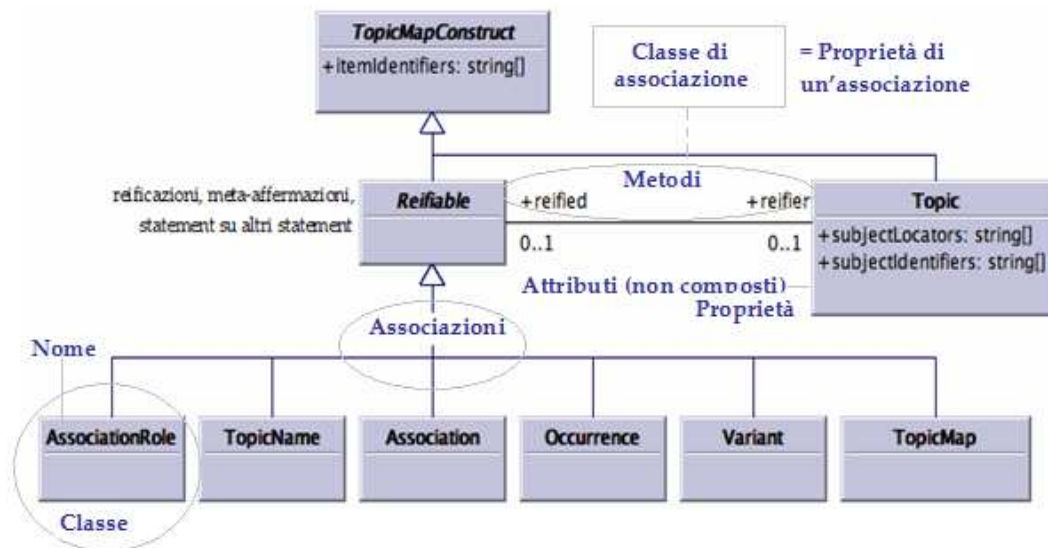 TopicMapConstruct
+itemIdentifiers: string[]
Classe di
associazione
= Proprietà di
un'associazione
reificazioni, meta-affermazioni,
statement su altri statement
Reifiable
Metodi
+reified
+reifier
0..1
0..1
Topic
+subjectLocators: string[]
+subjectIdentifiers: string[]
Attributi (non composti)
Proprietà
Associazioni
Nome
AssociationRole
TopicName
Association
Occurrence
Variant
TopicMap
Classe